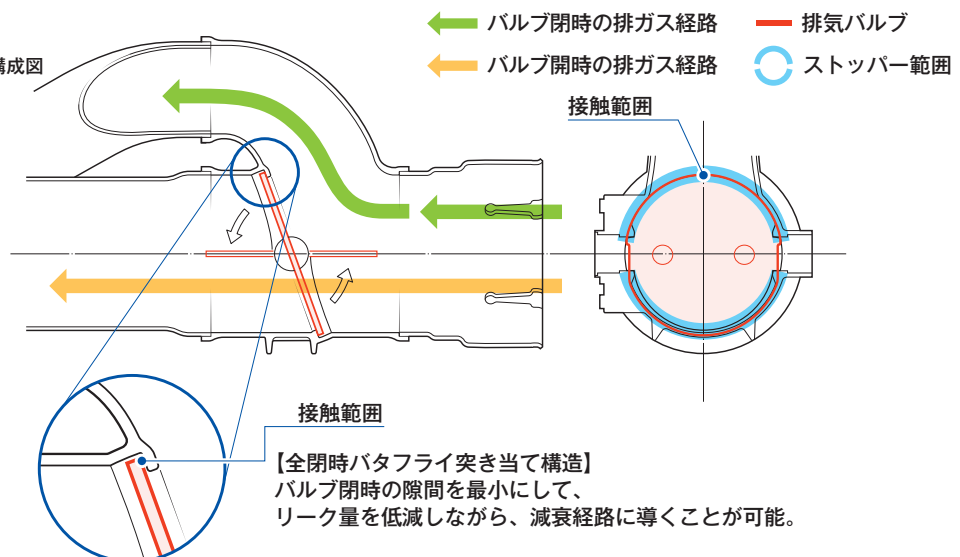 バルブ閉時の排ガス経路
排気バルブ
バルブ開時の排ガス経路
ストッパー範囲
構成図
接触範囲
接触範囲
【全閉時バタフライ突き当て構造】
バルブ閉時の隙間を最小にして、
リーク量を低減しながら、減衰経路に導くことが可能。